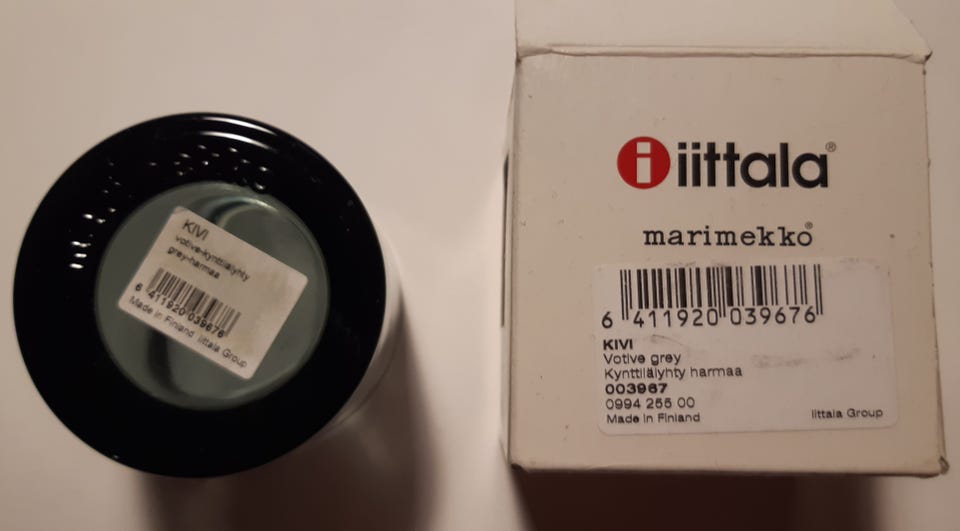 KIVI
votive-kynttilälyhty
grey-harmaa
6 411920 039676
Made in Finland iittala Group
i iittala®
marimekko®
6 411920 039676
KIVI
Votive grey
Kynttilälyhty harmaa
003967
0994 255 00
Made in Finland
iittala Group